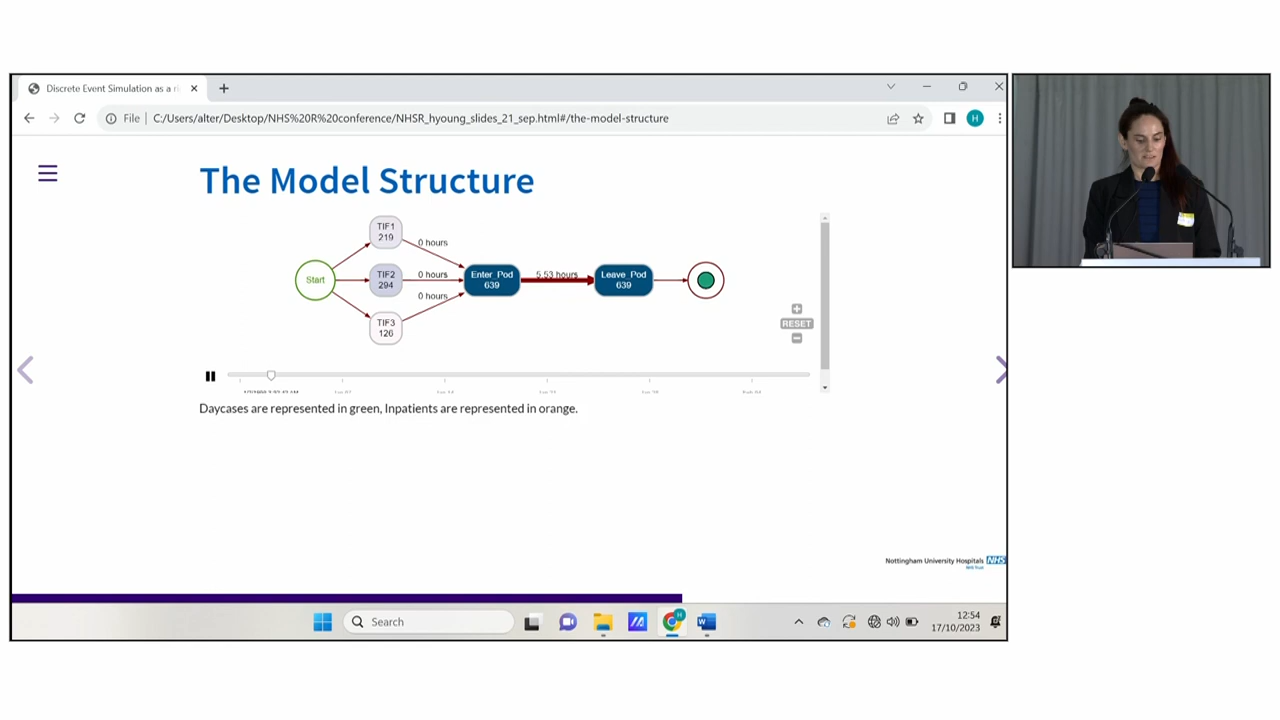 Discrete Event Simulation as a ri
File
C:/Users/alter/Desktop/NHS%20R%20conference/NHSR_hyoung_slides_21_sep.html#/the-model-structure
H
The Model Structure
TIF1
219
0 hours
Start
TIF2
294
0 hours
Enter_Pod
639
5.53 hours
Leave_Pod
639
0 hours
TIF3
126
RESET
Daycases are represented in green, Inpatients are represented in orange.
Nottingham University Hospitals NHS
NHS Trust
Search
H
W
12:54
17/10/2023